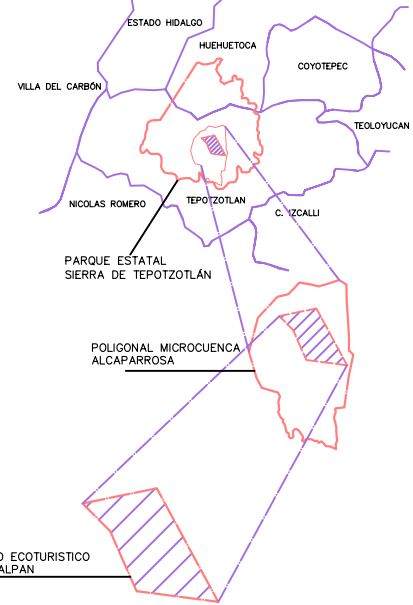 ESTADO HIDALGO
HUEHUETOCA
COYOTEPEC
VILLA DEL CARBÓN
TEOLOYUCAN
NICOLAS ROMERO
TEPOTZOTLAN
C. IZCALLI
PARQUE ESTATAL
SIERRA DE TEPOTZOTLÁN
POLIGONAL MICROCUENCA
ALCAPARROSA
ECOTURISTICO